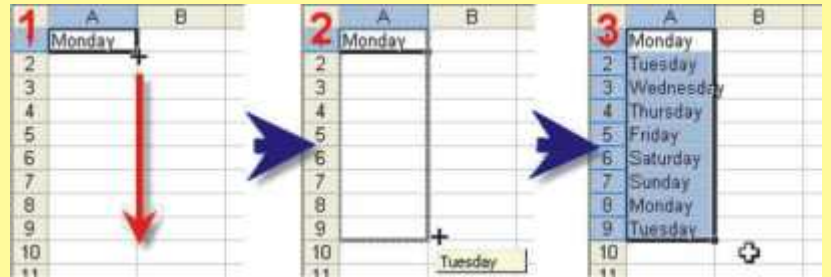 1 A B
Monday
2
3
4
5
6
7
8
9
10
11
2 A B
Monday
2
3
4
5
6
7
8
9
10 Tuesday
11
3 A B
Monday
2 Tuesday
3 Wednesday
4 Thursday
5 Friday
6 Saturday
7 Sunday
8 Monday
9 Tuesday
10
11